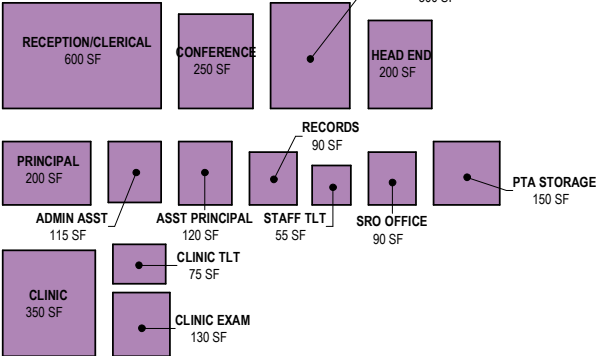 SF
RECEPTION/CLERICAL
600 SF
CONFERENCE
250 SF
HEAD END
200 SF
RECORDS
90 SF
PRINCIPAL
200 SF
PTA STORAGE
150 SF
ADMIN ASST
115 SF
ASST PRINCIPAL
120 SF
STAFF TLT
55 SF
SRO OFFICE
90 SF
CLINIC TLT
75 SF
CLINIC
350 SF
CLINIC EXAM
130 SF